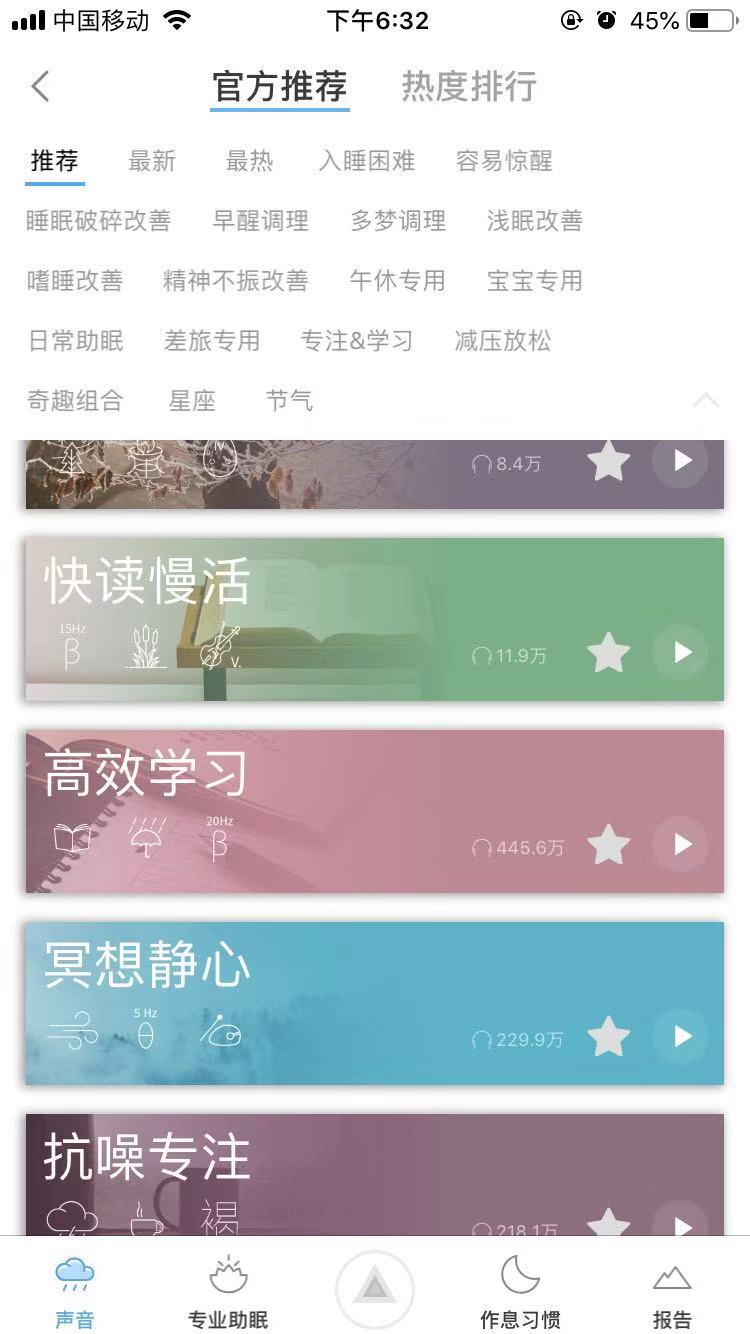 中国移动 下午6:32 45%
官方推荐 热度排行
推荐 最新 最热 入睡困难 容易惊醒
睡眠破碎改善 早醒调理 多梦调理 浅眠改善
嗜睡改善 精神不振改善 午休专用 宝宝专用
日常助眠 差旅专用 专注&学习 减压放松
奇趣组合 星座 节气
8.4万
快读慢活
15Hz
β
V.
11.9万
高效学习
20Hz
β
445.6万
冥想静心
5 Hz
θ
229.9万
抗噪专注
褐
218.1万
声音 专业助眠 作息习惯 报告